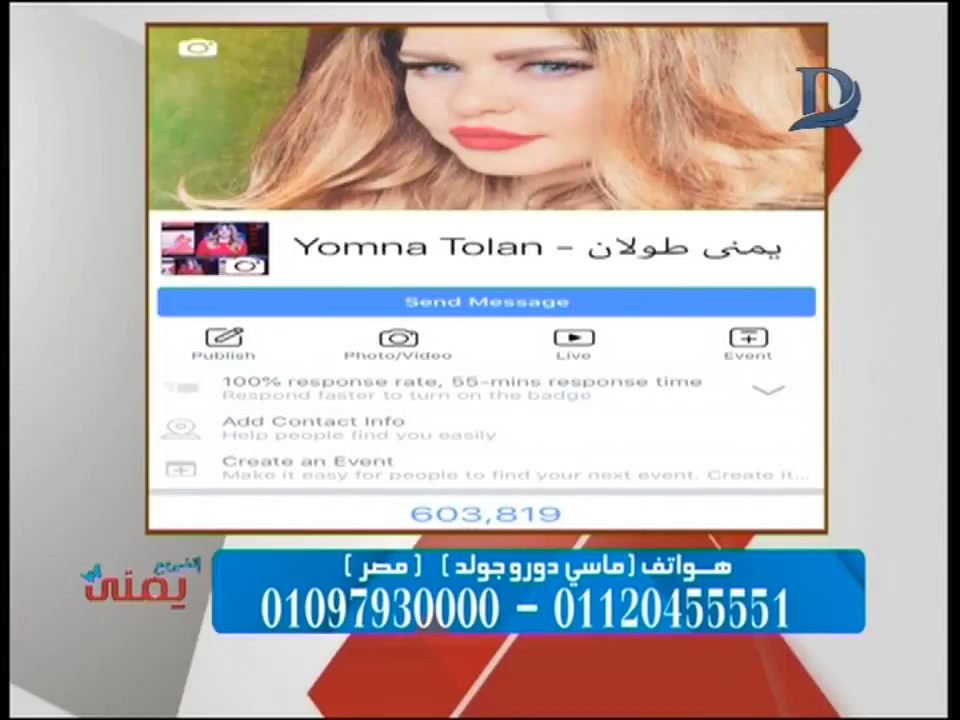 D
Yomna Tolan - يمنى طولان
Send Message
Publish
Photo/Video
Live
Event
100% response rate, 55-mins response time
Respond faster to turn on the badge
Add Contact Info
Help people find you easily
Create an Event
Make it easy for people to find your next event. Create it...
603,819
هـواتف (ماسي دورو جولد) (مصر)
01097930000 - 01120455551
يمنى